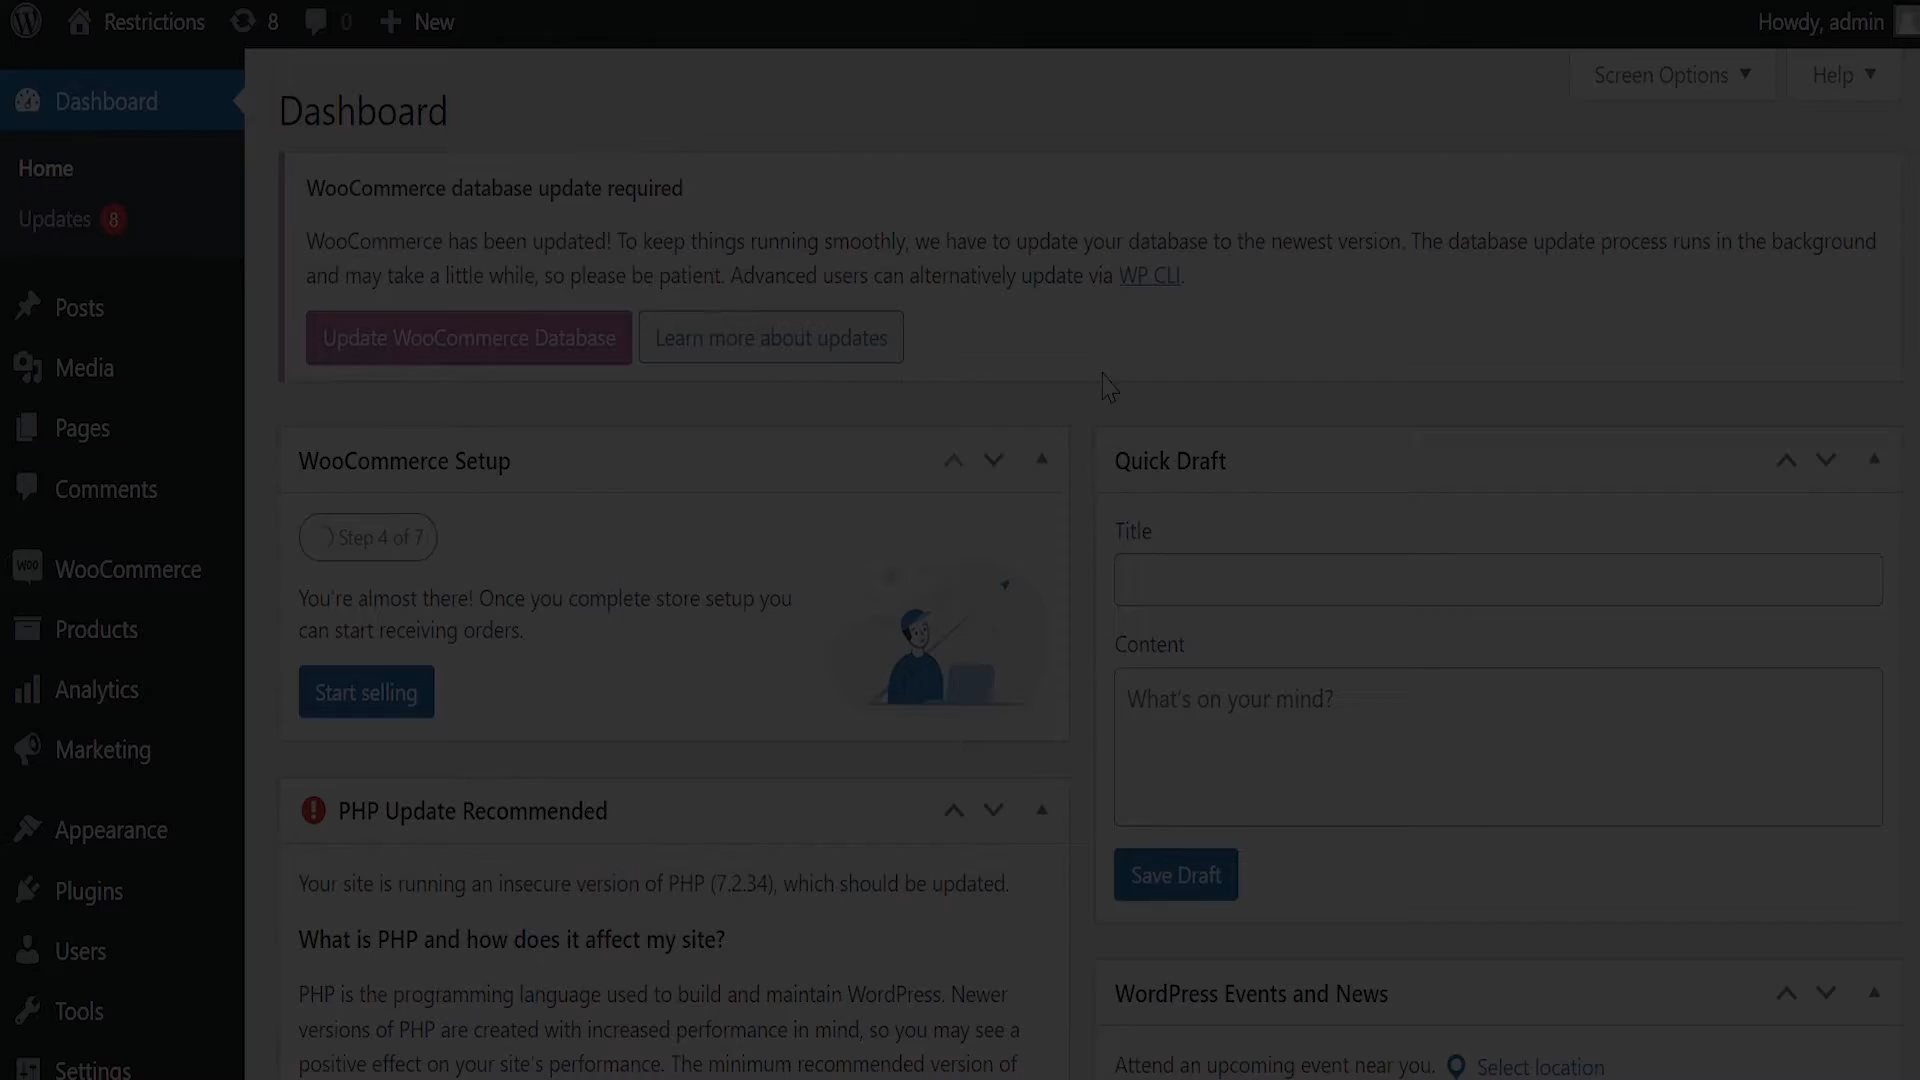 Restrictions 8 0 New Howdy, admin
Screen Options Help
Dashboard
Home
Updates 8
Posts
Media
Pages
Comments
WooCommerce
Products
Analytics
Marketing
Appearance
Plugins
Users
Tools
Settings
Dashboard
WooCommerce database update required
WooCommerce has been updated! To keep things running smoothly, we have to update your database to the newest version. The database update process runs in the background
and may take a little while, so please be patient. Advanced users can alternatively update via WP CLI.
Update WooCommerce Database Learn more about updates
WooCommerce Setup
Step 4 of 7
You're almost there! Once you complete store setup you
can start receiving orders.
Start selling
PHP Update Recommended
Your site is running an insecure version of PHP (7.2.34), which should be updated.
What is PHP and how does it affect my site?
PHP is the programming language used to build and maintain WordPress. Newer
versions of PHP are created with increased performance in mind, so you may see a
positive effect on your site's performance. The minimum recommended version of
Quick Draft
Title
Content
What's on your mind?
Save Draft
WordPress Events and News
Attend an upcoming event near you. Select location